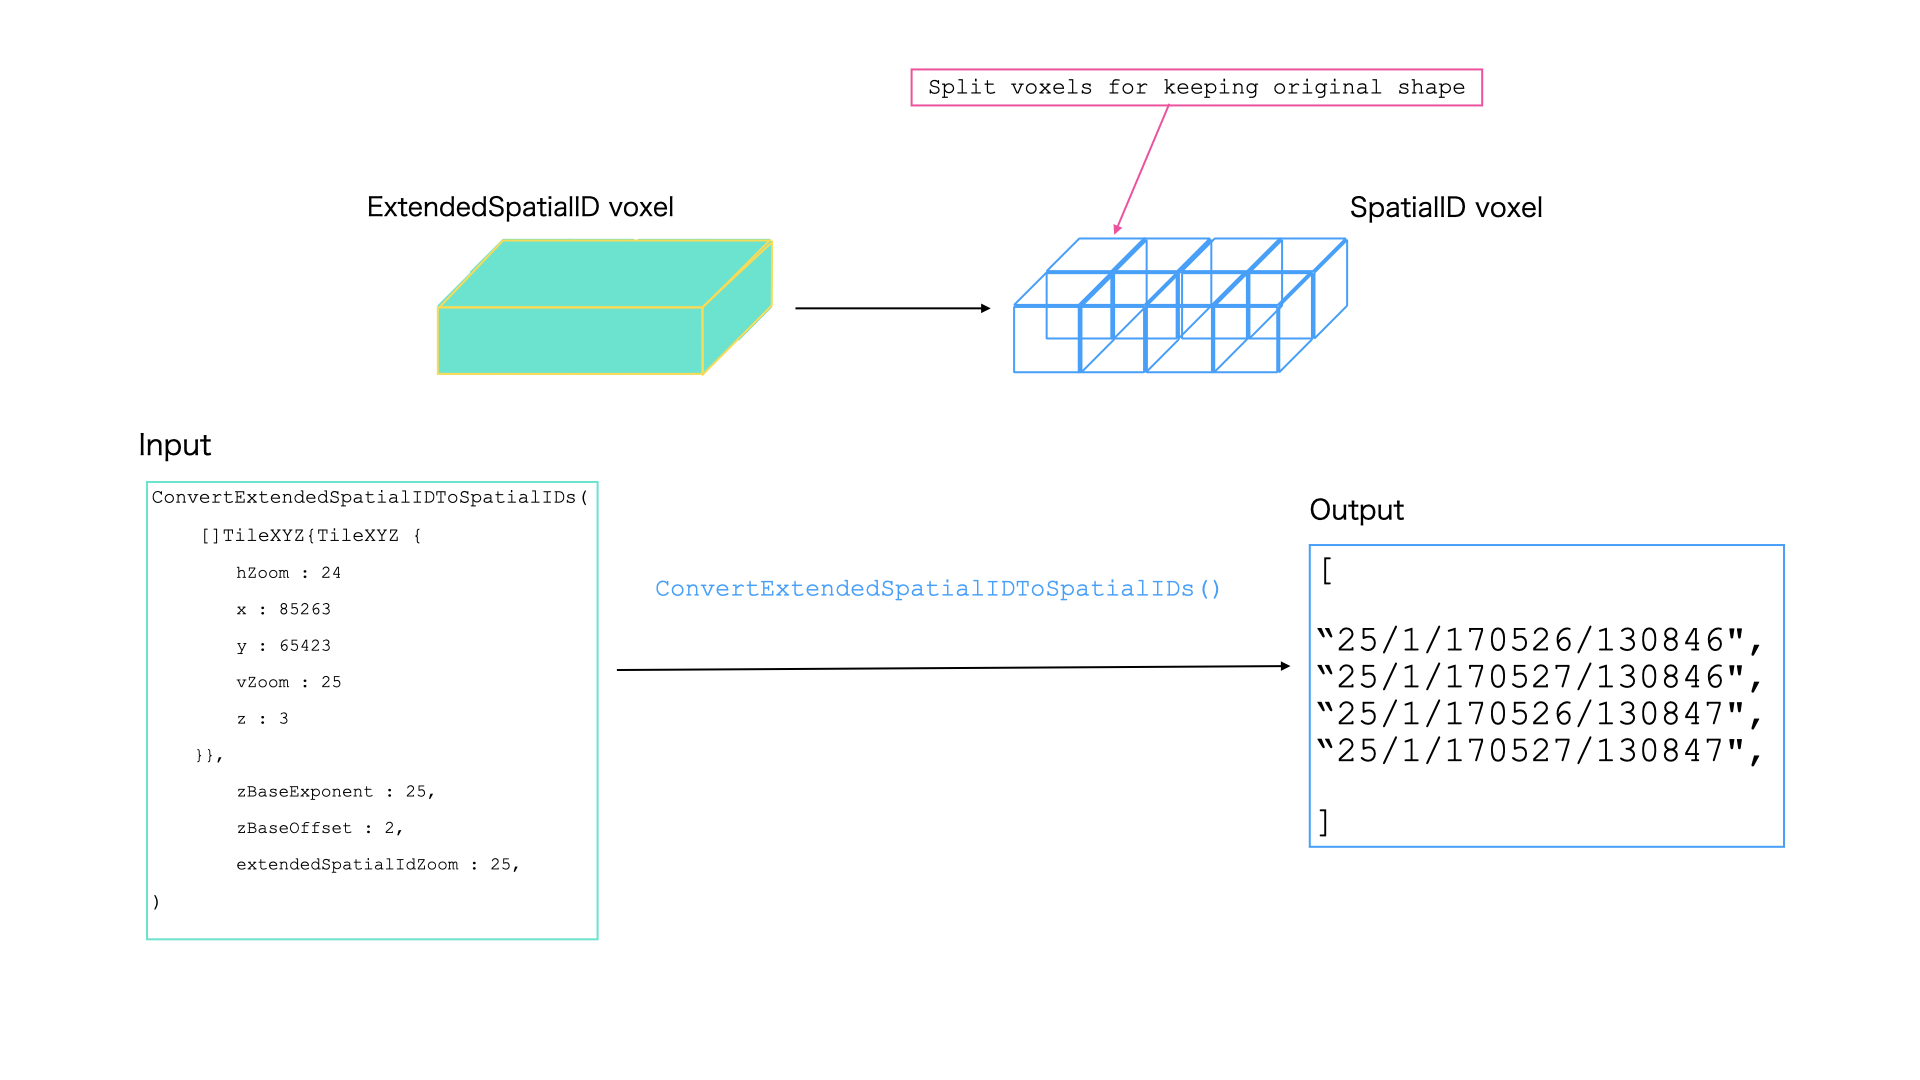 Split voxels for keeping original shape
ExtendedSpatialID voxel
SpatialID voxel
Input
ConvertExtendedSpatialIDToSpatialIDs(
[]TileXYZ{TileXYZ {
hZoom : 24
x : 85263
y : 65423
vZoom : 25
z : 3
}},
zBaseExponent : 25,
zBaseOffset : 2,
extendedSpatialIdZoom : 25,
)
ConvertExtendedSpatialIDToSpatialIDs()
Output
[
“25/1/170526/130846",
“25/1/170527/130846",
“25/1/170526/130847",
“25/1/170527/130847",
]